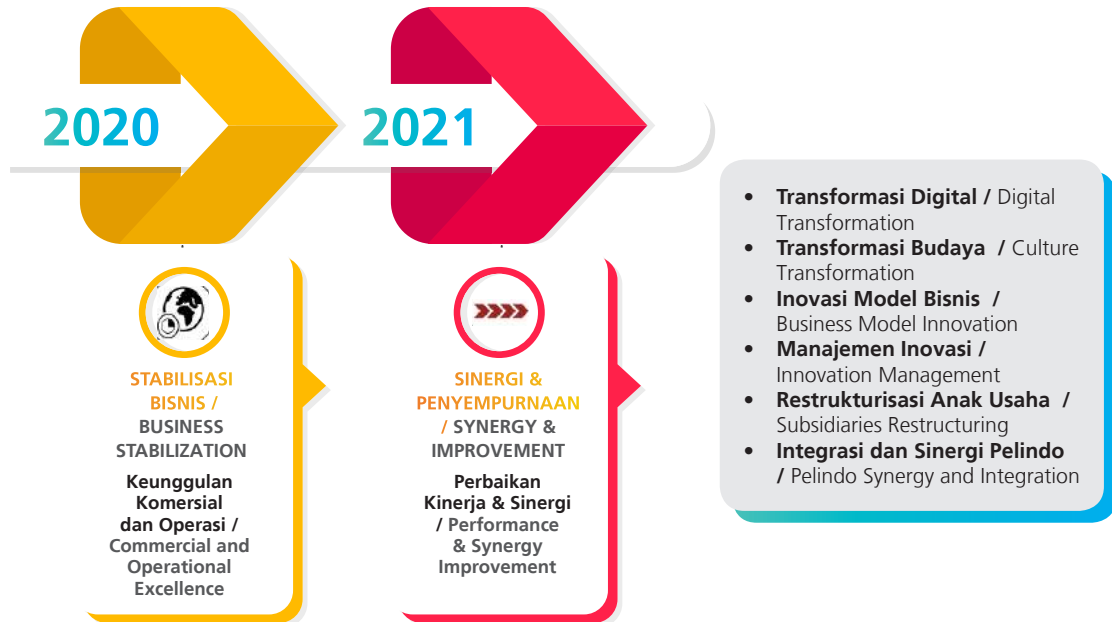 2020
2021
STABILISASI
BISNIS /
BUSINESS
STABILIZATION
Keunggulan
Komersial
dan Operasi /
Commercial and
Operational
Excellence
SINERGI &
PENYEMPURNAAN
/ SYNERGY &
IMPROVEMENT
Perbaikan
Kinerja & Sinergi
/ Performance
& Synergy
Improvement
• Transformasi Digital / Digital
Transformation
• Transformasi Budaya / Culture
Transformation
• Inovasi Model Bisnis /
Business Model Innovation
• Manajemen Inovasi /
Innovation Management
• Restrukturisasi Anak Usaha /
Subsidiaries Restructuring
• Integrasi dan Sinergi Pelindo
/ Pelindo Synergy and Integration